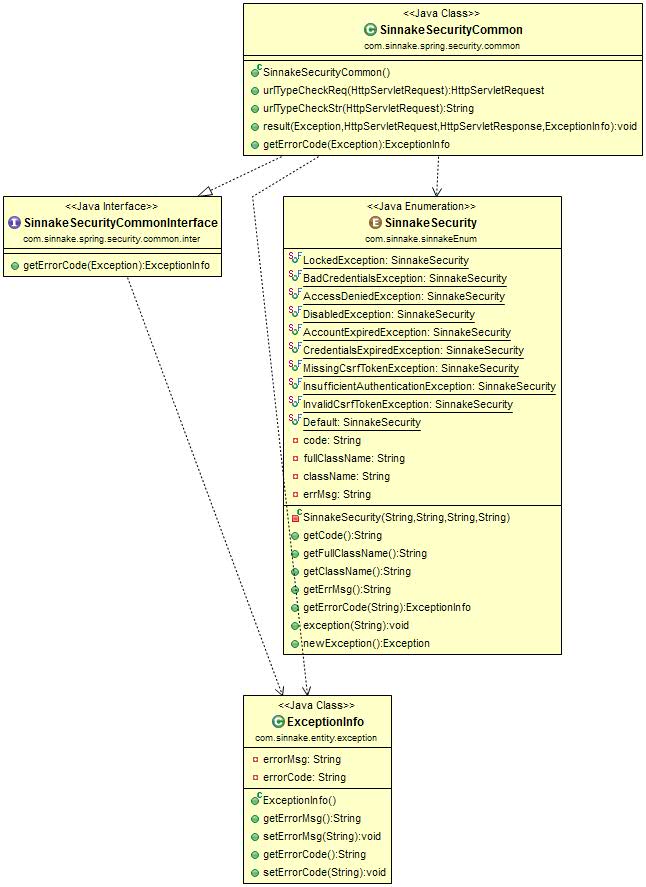 <<Java Class>>
SinnakeSecurityCommon
com.sinnake.spring.security.common
SinnakeSecurityCommon()
urlTypeCheckReq(HttpServletRequest):HttpServletRequest
urlTypeCheckStr(HttpServletRequest):String
result(Exception,HttpServletRequest,HttpServletResponse,ExceptionInfo):void
getErrorCode(Exception):ExceptionInfo
<<Java Interface>>
SinnakeSecurityCommonInterface
com.sinnake.spring.security.common.inter
getErrorCode(Exception):ExceptionInfo
<<Java Enumeration>>
SinnakeSecurity
com.sinnake.sinnakeEnum
LockedException: SinnakeSecurity
BadCredentialsException: SinnakeSecurity
AccessDeniedException: SinnakeSecurity
DisabledException: SinnakeSecurity
AccountExpiredException: SinnakeSecurity
CredentialsExpiredException: SinnakeSecurity
MissingCsrfTokenException: SinnakeSecurity
InsufficientAuthenticationException: SinnakeSecurity
InvalidCsrfTokenException: SinnakeSecurity
Default: SinnakeSecurity
code: String
fullClassName: String
className: String
errMsg: String
SinnakeSecurity(String,String,String,String)
getCode():String
getFullClassName():String
getClassName():String
getErrMsg():String
getErrorCode(String):ExceptionInfo
exception(String):void
newException():Exception
<<Java Class>>
ExceptionInfo
com.sinnake.entity.exception
errorMsg: String
errorCode: String
ExceptionInfo()
getErrorMsg():String
setErrorMsg(String):void
getErrorCode():String
setErrorCode(String):void